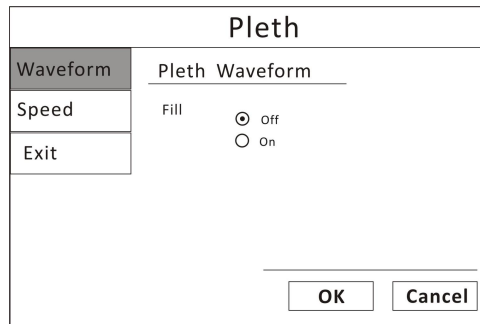 Pleth
Waveform
Speed
Exit
Pleth Waveform
Fill
Off
On
OK
Cancel